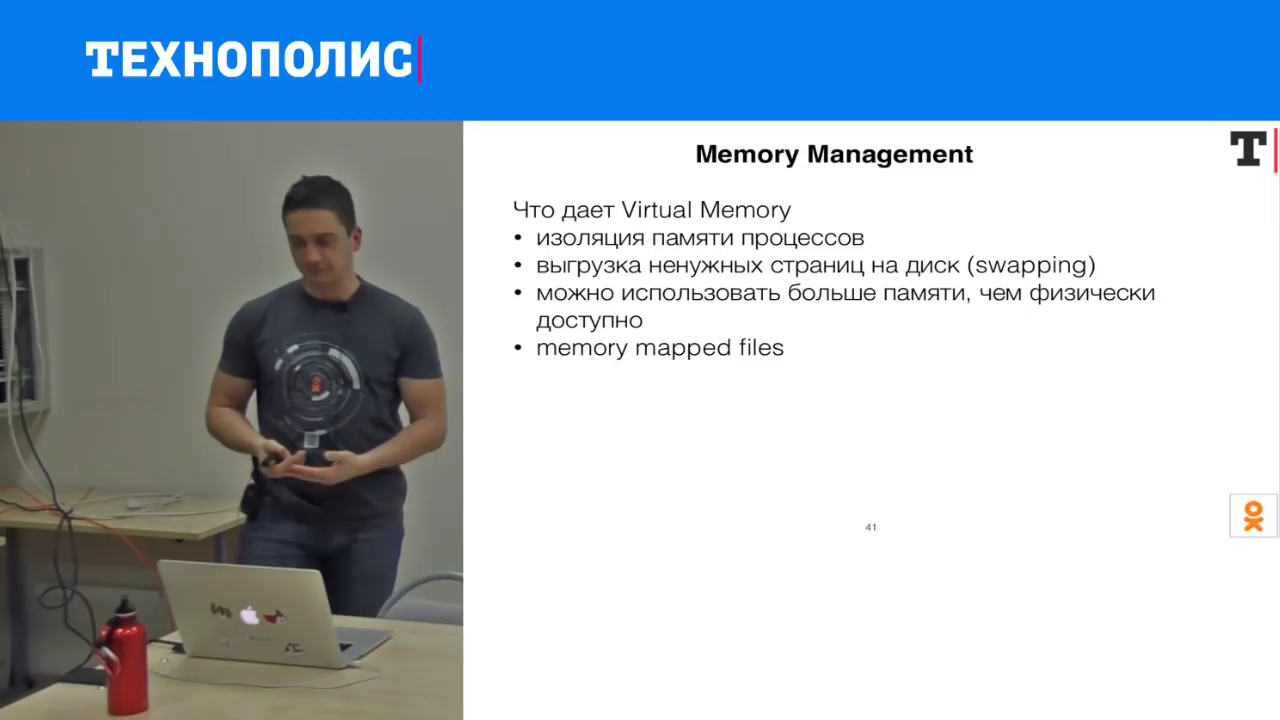 ТЕХНОПОЛИС
Memory Management
Т
Что дает Virtual Memory
• изоляция памяти процессов
• выгрузка ненужных страниц на диск (swapping)
• можно использовать больше памяти, чем физически
доступно
• memory mapped files
41